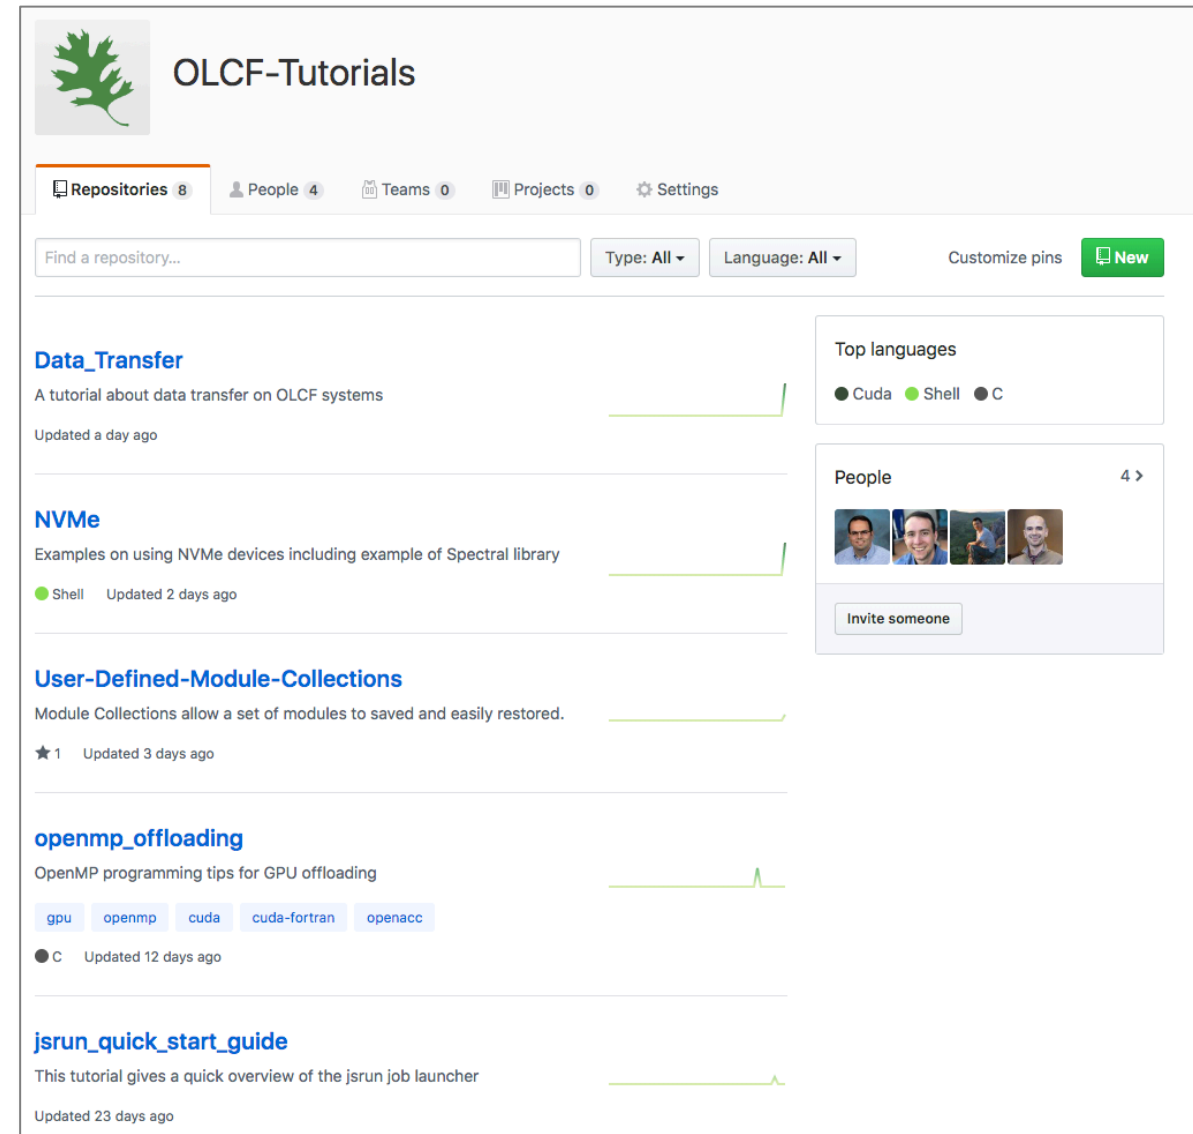 OLCF-Tutorials
Repositories 8 People 4 Teams 0 Projects 0 Settings
Find a repository... Type: All Language: All Customize pins New
Data_Transfer
A tutorial about data transfer on OLCF systems
Updated a day ago
Top languages
Cuda Shell C
People 4
Invite someone
NVMe
Examples on using NVMe devices including example of Spectral library
Shell Updated 2 days ago
User-Defined-Module-Collections
Module Collections allow a set of modules to saved and easily restored.
1 Updated 3 days ago
openmp_offloading
OpenMP programming tips for GPU offloading
gpu openmp cuda cuda-fortran openacc
C Updated 12 days ago
jsrun_quick_start_guide
This tutorial gives a quick overview of the jsrun job launcher
Updated 23 days ago